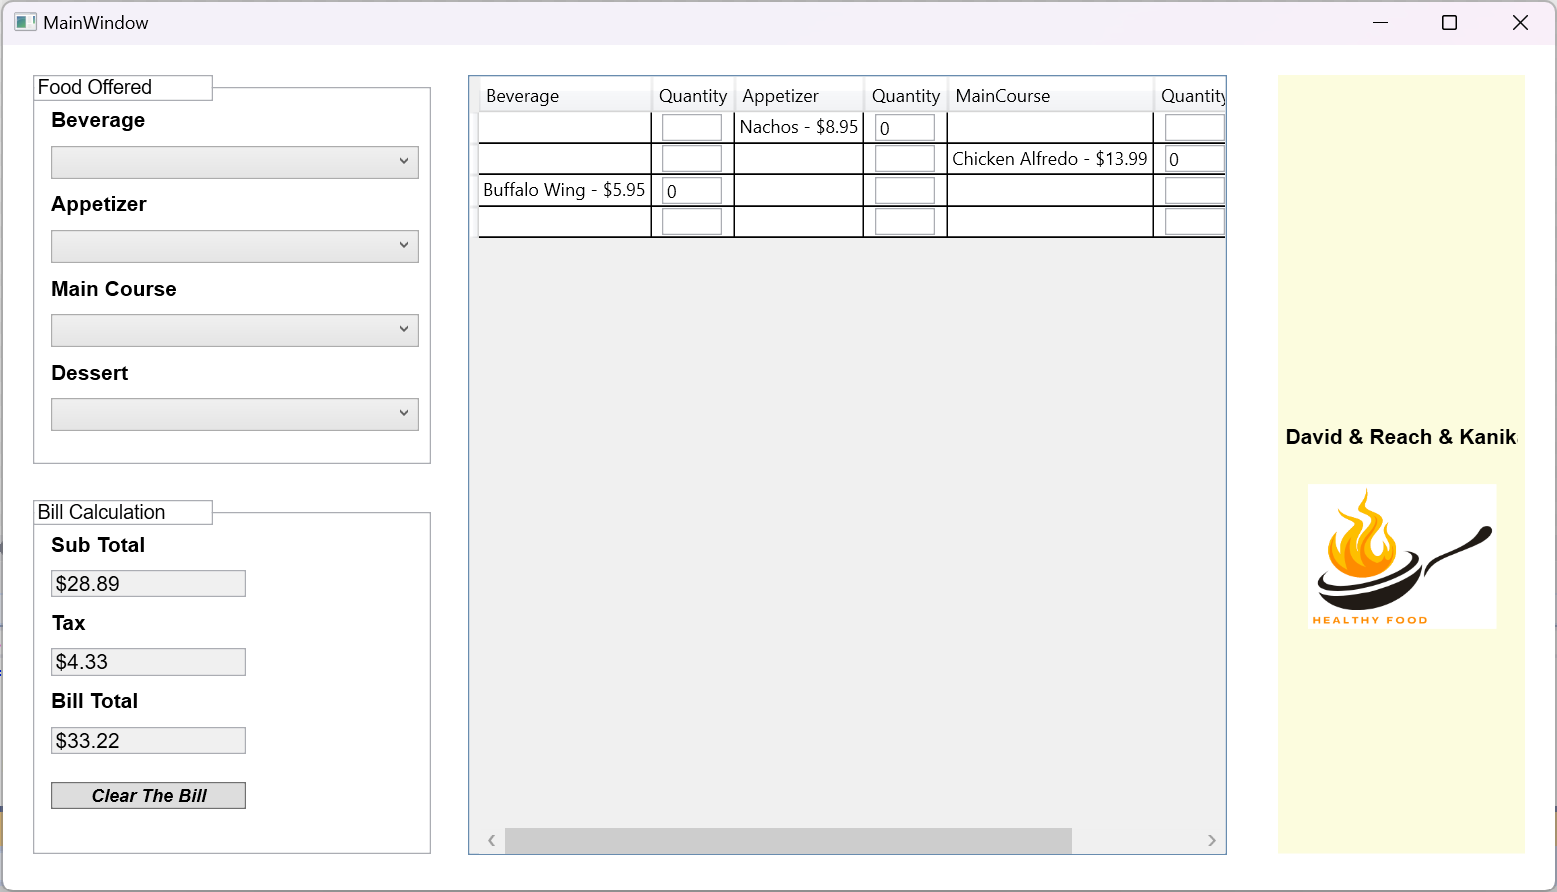 MainWindow
Food Offered
Beverage
Appetizer
Main Course
Dessert
Bill Calculation
Sub Total
$28.89
Tax
$4.33
Bill Total
$33.22
Clear The Bill
Beverage Quantity Appetizer Quantity MainCourse Quantity
Nachos - $8.95 0
Chicken Alfredo - $13.99 0
Buffalo Wing - $5.95 0
David & Reach & Kanik
HEALTHY FOOD